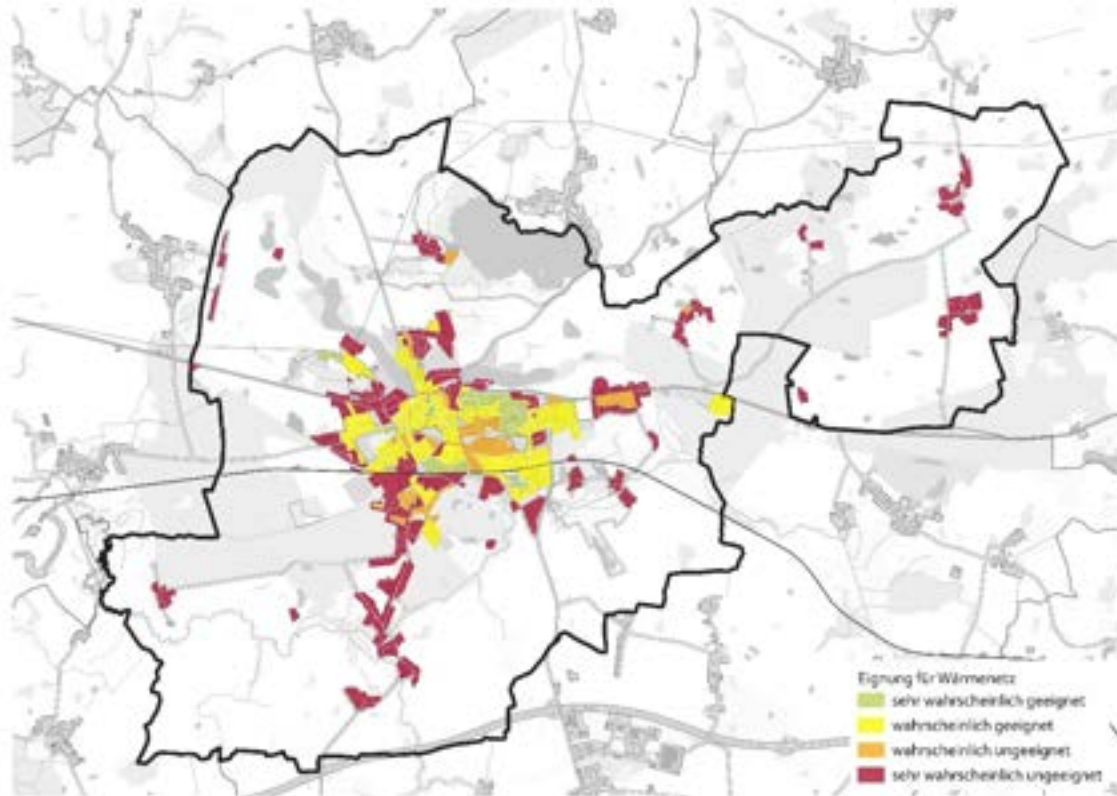 Eignung für Wärmenetz
sehr wahrscheinlich geeignet
wahrscheinlich geeignet
wahrscheinlich ungeeignet
sehr wahrscheinlich ungeeignet